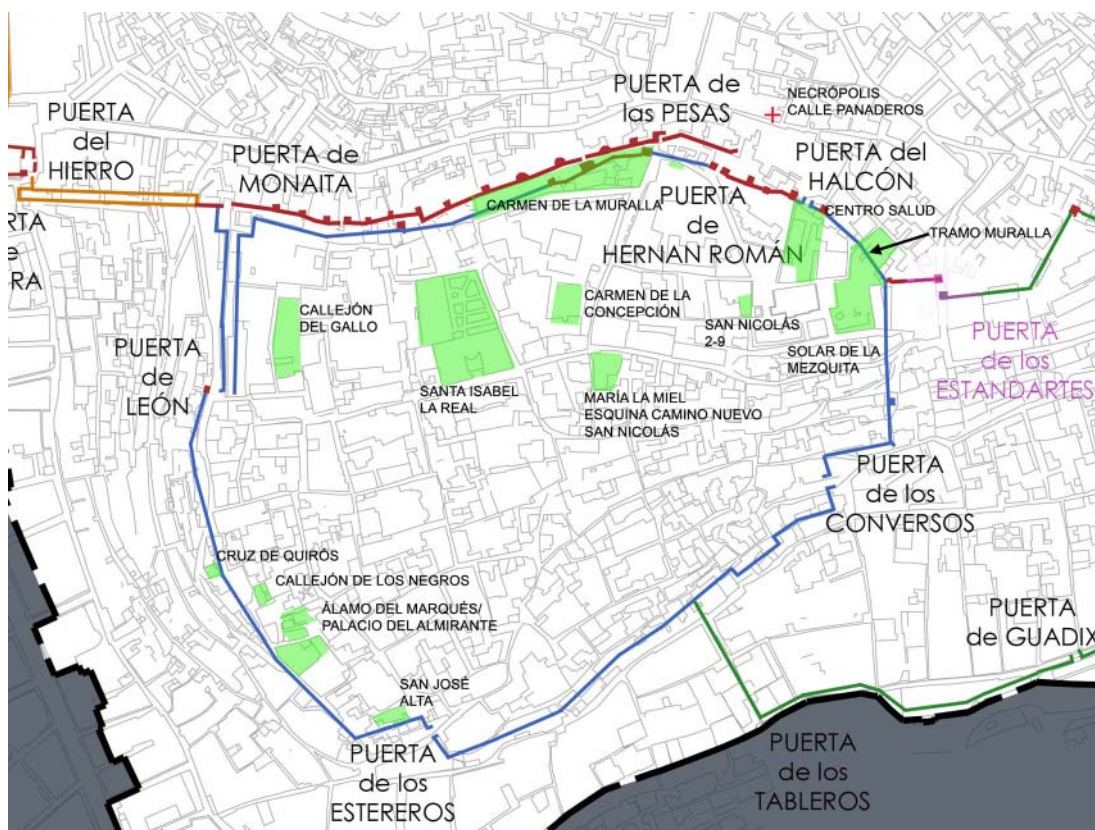 PUERTA de
las PESAS
NECRÓPOLIS
CALLE PANADEROS
PUERTA
del
HIERRO
PUERTA de
MONAITA
PUERTA del
HALCÓN
CARMEN DE LA MURALLA
PUERTA
de
HERNAN ROMÁN
CENTRO SALUD
TRAMO MURALLA
RTA
RA
CALLEJÓN
DEL GALLO
CARMEN DE LA
CONCEPCIÓN
SAN NICOLÁS
2-9
SOLAR DE LA
MEZQUITA
PUERTA
de los
ESTANDARTES
PUERTA
de
LEÓN
SANTA ISABEL
LA REAL
MARÍA LA MIEL
ESQUINA CAMINO NUEVO
SAN NICOLÁS
PUERTA
de los
CONVERSOS
CRUZ DE QUIRÓS
CALLEJÓN DE LOS NEGROS
ÁLAMO DEL MARQUÉS/
PALACIO DEL ALMIRANTE
PUERTA
de GUADIX
SAN JOSÉ
ALTA
PUERTA
de los
ESTEREROS
PUERTA
de los
TABLEROS